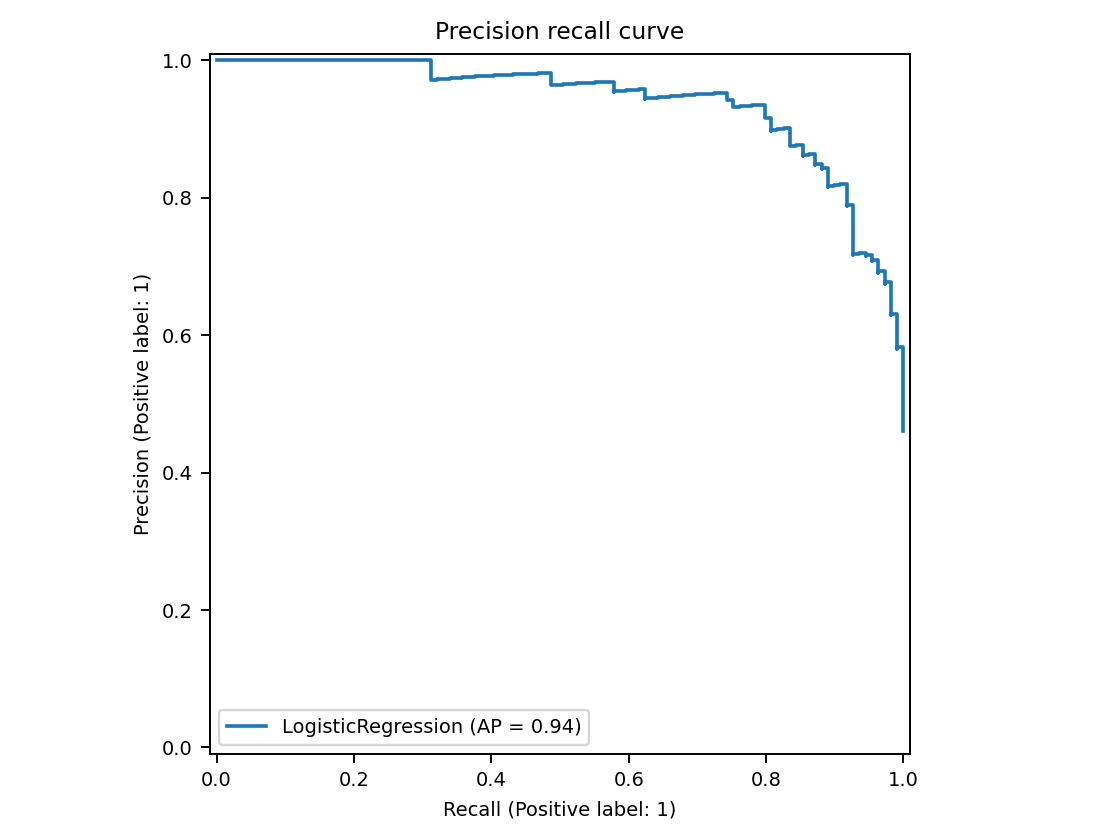 Precision recall curve
1.0
0.8
0.6
0.4
0.2
0.0
Precision (Positive label: 1)
LogisticRegression (AP = 0.94)
0.0 0.2 0.4 0.6 0.8 1.0
Recall (Positive label: 1)